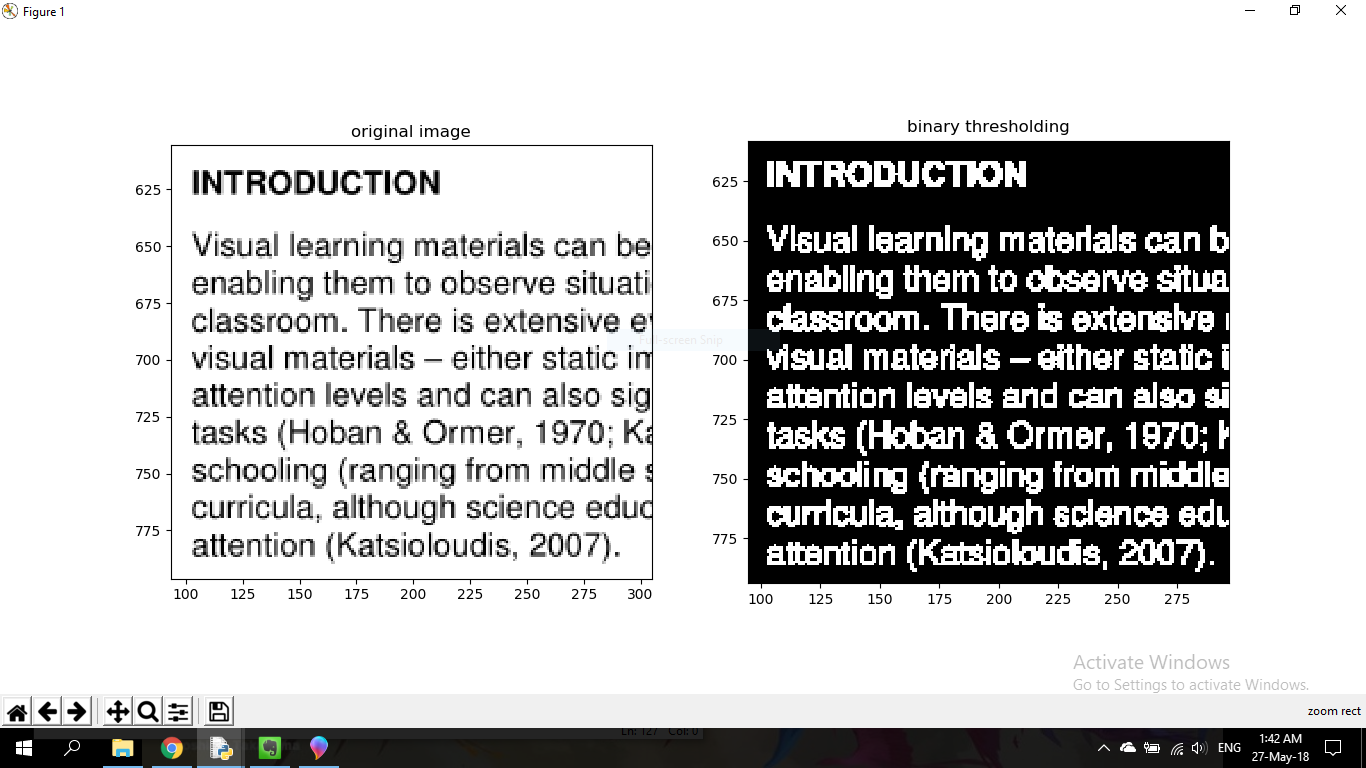 Figure 1
original image
625
650
675
700
725
750
775
100 125 150 175 200 225 250 275 300
INTRODUCTION
Visual learning materials can be
enabling them to observe situati
classroom. There is extensive ev
visual materials – either static im
attention levels and can also sig
tasks (Hoban & Ormer, 1970; Ka
schooling (ranging from middle s
curricula, although science educ
attention (Katsioloudis, 2007).
binary thresholding
625
650
675
700
725
750
775
100 125 150 175 200 225 250 275
INTRODUCTION
Visual learning materials can b
enabling them to observe situa
classroom. There is extensive
visual materials – either static i
attention levels and can also si
tasks (Hoban & Ormer, 1970; K
schooling (ranging from middle
curricula, although science edu
attention (Katsioloudis, 2007).
Full-screen Snip
Activate Windows
Go to Settings to activate Windows.
zoom rect
Ln: 127 Col: 0
ENG
1:42 AM
27-May-18